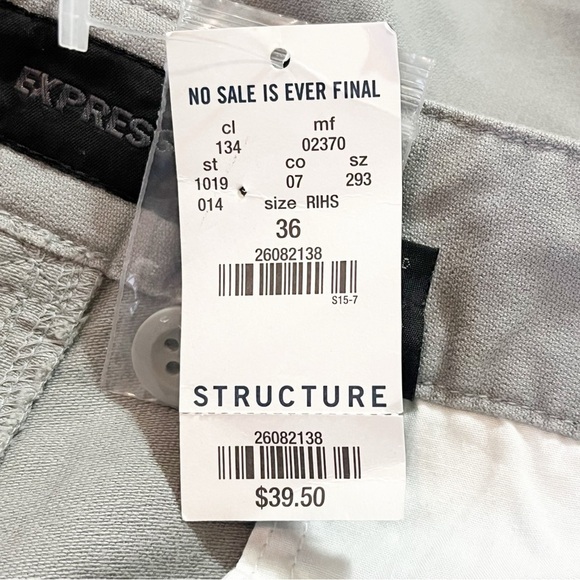 EXPRESS
NO SALE IS EVER FINAL
cl mf
134 02370
st co sz
1019 07 293
014 size RIHS
36
26082138
S15-7
STRUCTURE
26082138
$39.50